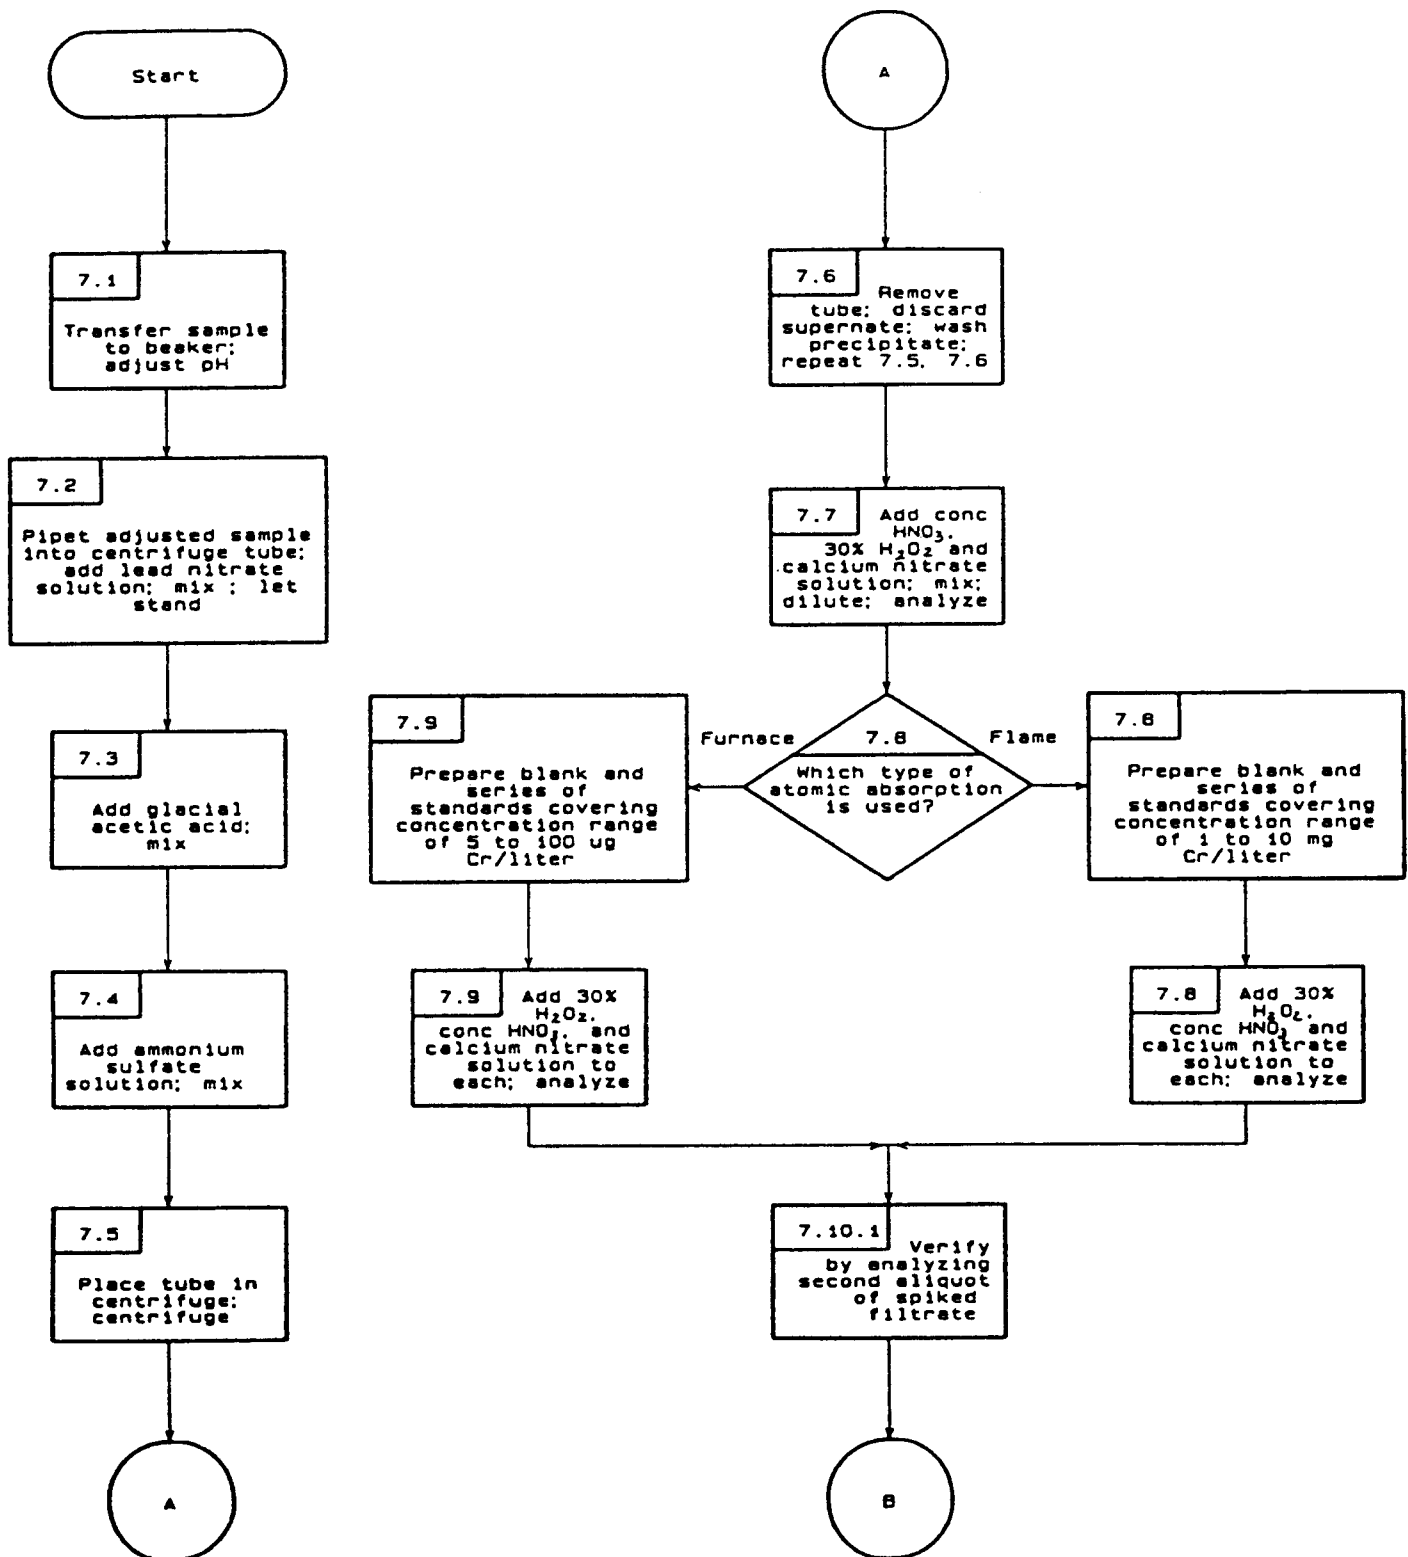 Start
7.1
Transfer sample
to beaker;
adjust pH
7.2
Pipet adjusted sample
into centrifuge tube;
add lead nitrate
solution; mix ; let
stand
7.3
Add glacial
acetic acid;
mix
7.4
Add ammonium
sulfate
solution; mix
7.5
Place tube in
centrifuge;
centrifuge
A
A
7.6
Remove
tube; discard
supernate; wash
precipitate;
repeat 7.5, 7.6
7.7
Add conc
HNO₃,
30% H₂O₂ and
calcium nitrate
solution; mix;
dilute; analyze
7.8
Which type of
atomic absorption
is used?
Furnace
Flame
7.9
Prepare blank and
series of
standards covering
concentration range
of 5 to 100 ug
Cr/liter
7.9
Add 30%
H₂O₂,
conc HNO₃, and
calcium nitrate
solution to
each; analyze
7.8
Prepare blank and
series of
standards covering
concentration range
of 1 to 10 mg
Cr/liter
7.8
Add 30%
H₂O₂,
conc HNO₃ and
calcium nitrate
solution to
each; analyze
7.10.1
Verify
by analyzing
second aliquot
of spiked
filtrate
B